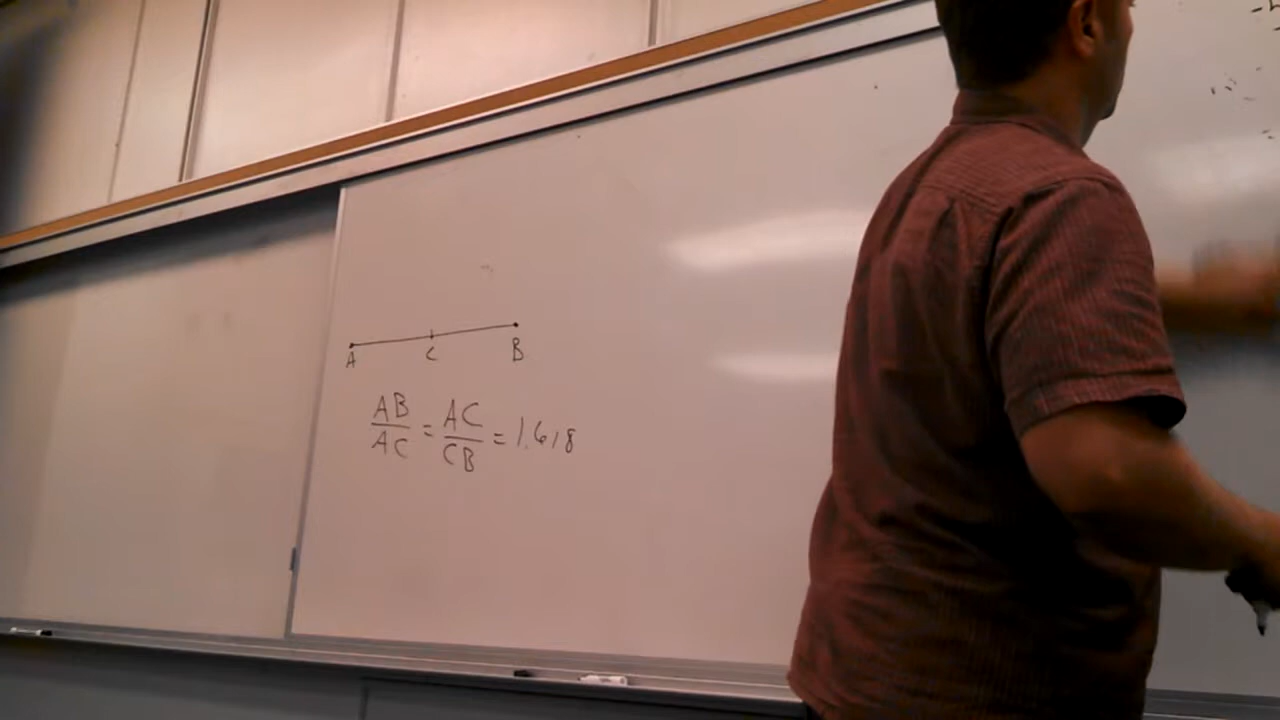 A C B
AB/AC = AC/CB = 1.618